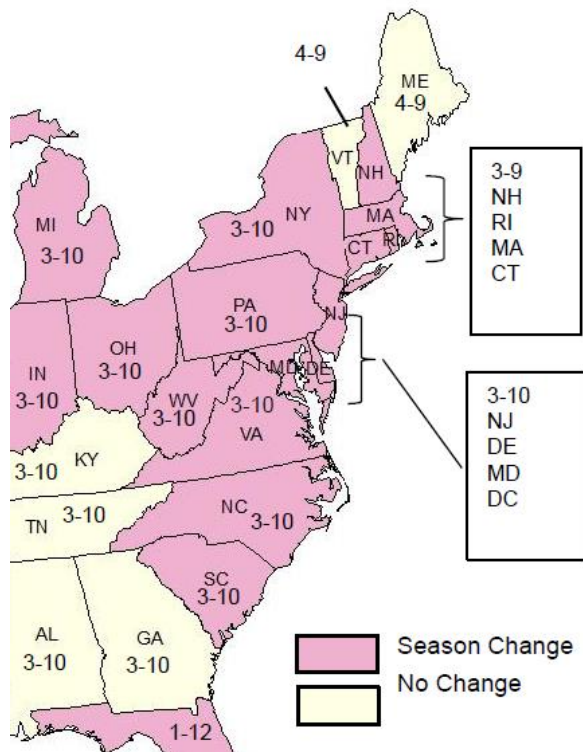 4-9
ME
4-9
VT
NH
3-9
NH
RI
MA
CT
MI
3-10
NY
3-10
MA
CT
RI
PA
3-10
NJ
OH
3-10
IN
3-10
MD
DE
WV
3-10
3-10
VA
3-10
NJ
DE
MD
DC
KY
3-10
TN
3-10
NC
3-10
SC
3-10
AL
3-10
GA
3-10
Season Change
No Change
1-12